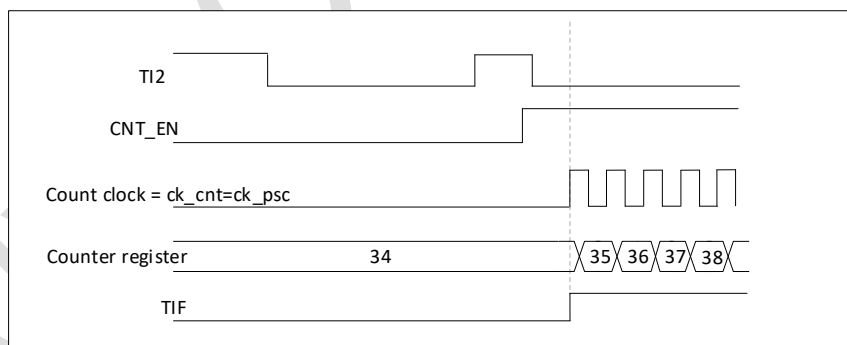 TI2
CNT_EN
Count clock = ck_cnt=ck_psc
Counter register 34 35 36 37 38
TIF